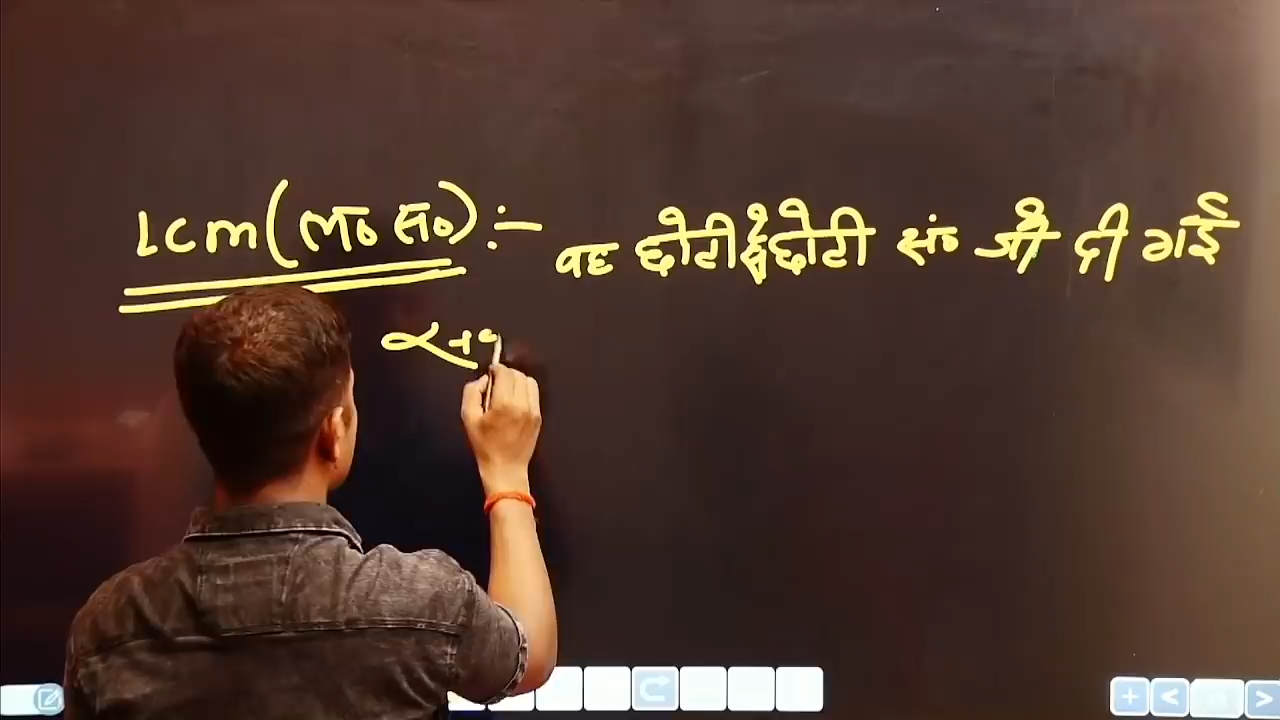 LCM (ल० स०) :- वह छोटी से छोटी सं० जो दी गई